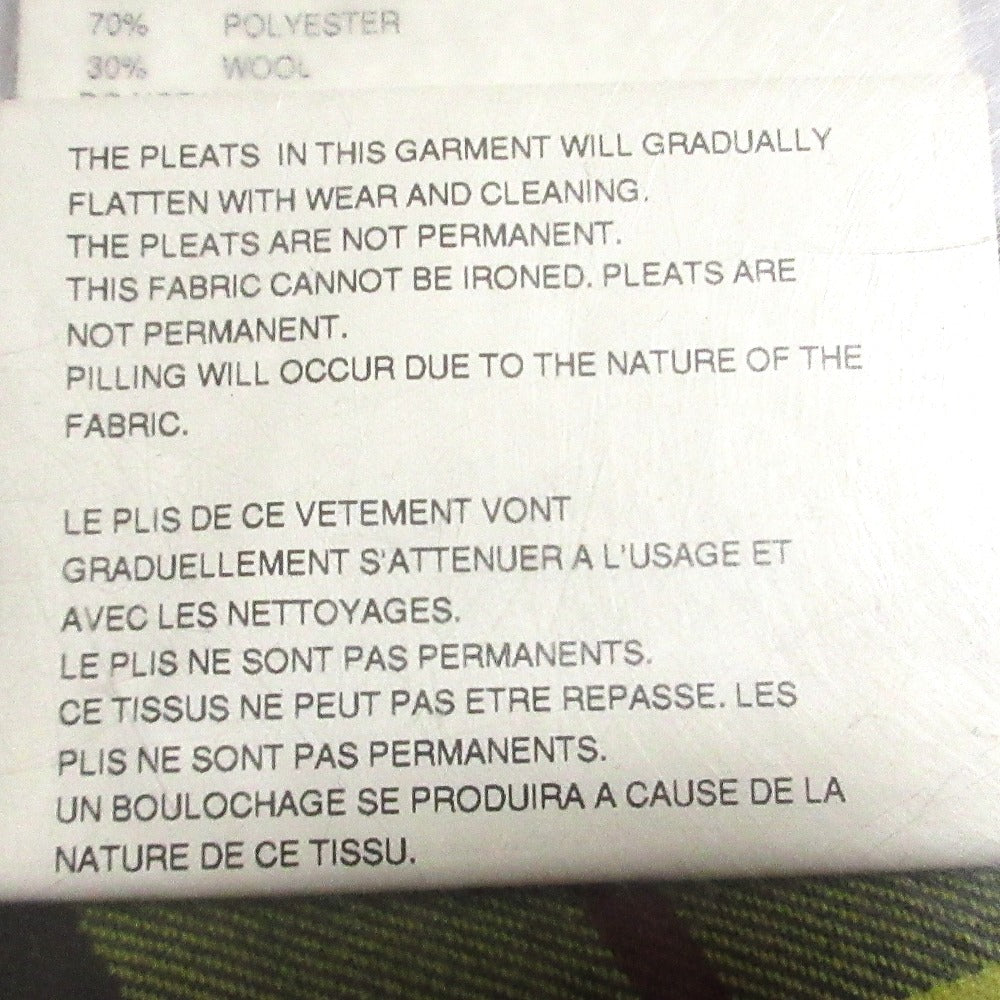 70% POLYESTER
30% WOOL
THE PLEATS IN THIS GARMENT WILL GRADUALLY
FLATTEN WITH WEAR AND CLEANING.
THE PLEATS ARE NOT PERMANENT.
THIS FABRIC CANNOT BE IRONED. PLEATS ARE
NOT PERMANENT.
PILLING WILL OCCUR DUE TO THE NATURE OF THE
FABRIC.
LE PLIS DE CE VETEMENT VONT
GRADUELLEMENT S'ATTENUER A L'USAGE ET
AVEC LES NETTOYAGES.
LE PLIS NE SONT PAS PERMANENTS.
CE TISSUS NE PEUT PAS ETRE REPASSE. LES
PLIS NE SONT PAS PERMANENTS.
UN BOULOCHAGE SE PRODUIRA A CAUSE DE LA
NATURE DE CE TISSU.